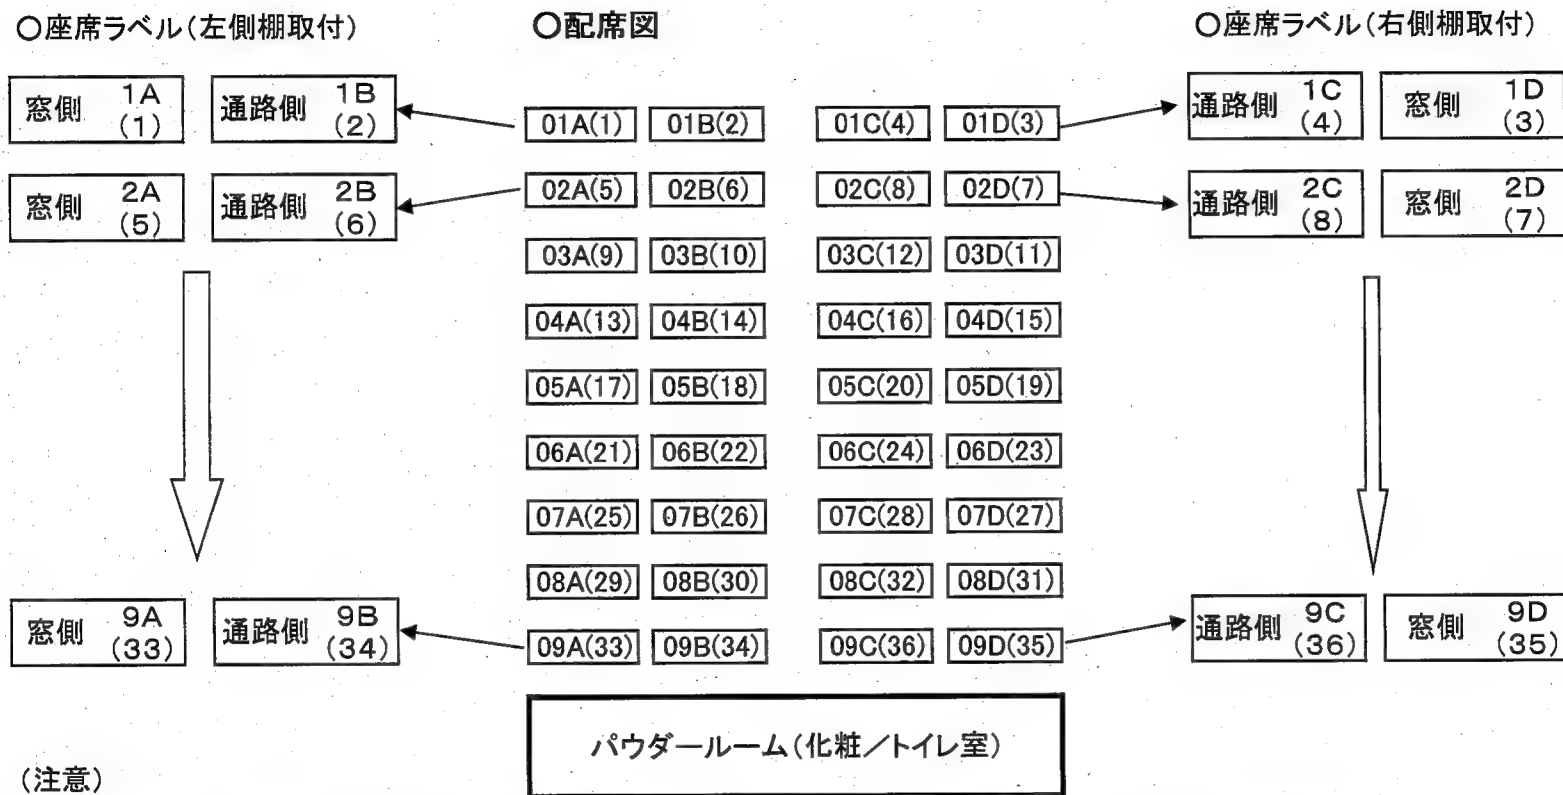 ○座席ラベル(左側棚取付) ○配席図 ○座席ラベル(右側棚取付)
窓側 1A (1) 通路側 1B (2) 01A(1) 01B(2) 01C(4) 01D(3) 通路側 1C (4) 窓側 1D (3)
窓側 2A (5) 通路側 2B (6) 02A(5) 02B(6) 02C(8) 02D(7) 通路側 2C (8) 窓側 2D (7)
03A(9) 03B(10) 03C(12) 03D(11)
04A(13) 04B(14) 04C(16) 04D(15)
05A(17) 05B(18) 05C(20) 05D(19)
06A(21) 06B(22) 06C(24) 06D(23)
07A(25) 07B(26) 07C(28) 07D(27)
08A(29) 08B(30) 08C(32) 08D(31)
窓側 9A (33) 通路側 9B (34) 09A(33) 09B(34) 09C(36) 09D(35) 通路側 9C (36) 窓側 9D (35)
パウダールーム(化粧/トイレ室)
(注意)